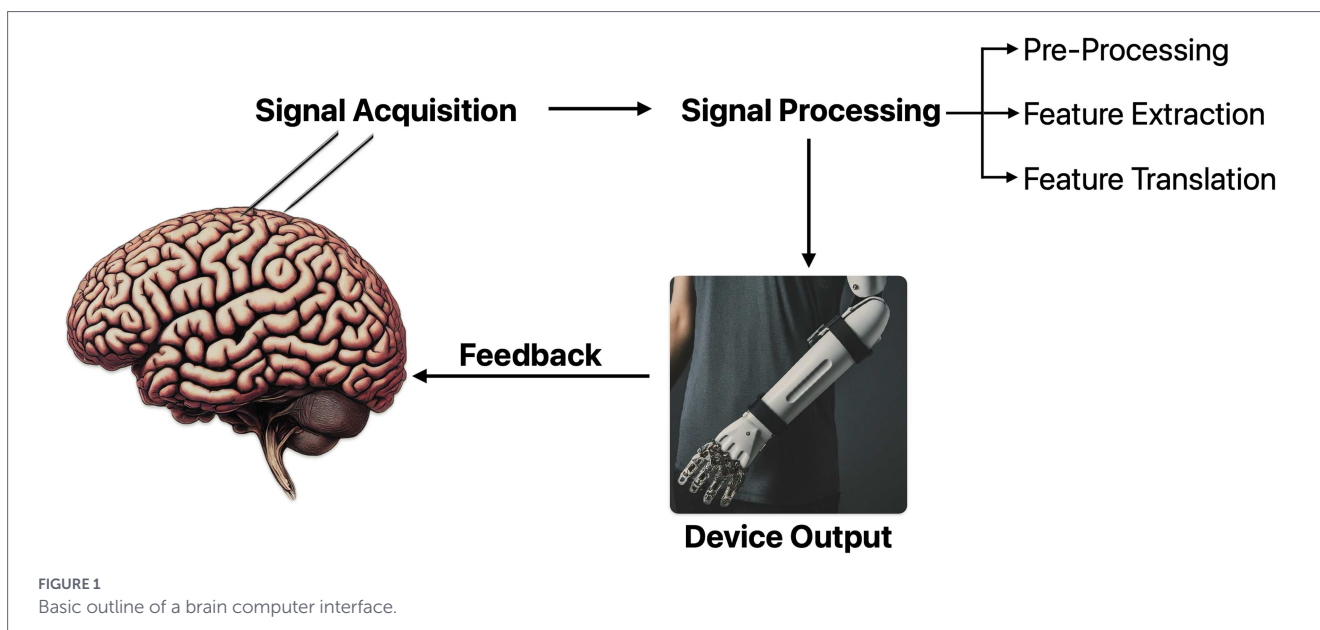 Signal Acquisition
Signal Processing
Pre-Processing
Feature Extraction
Feature Translation
Feedback
Device Output
FIGURE 1
Basic outline of a brain computer interface.